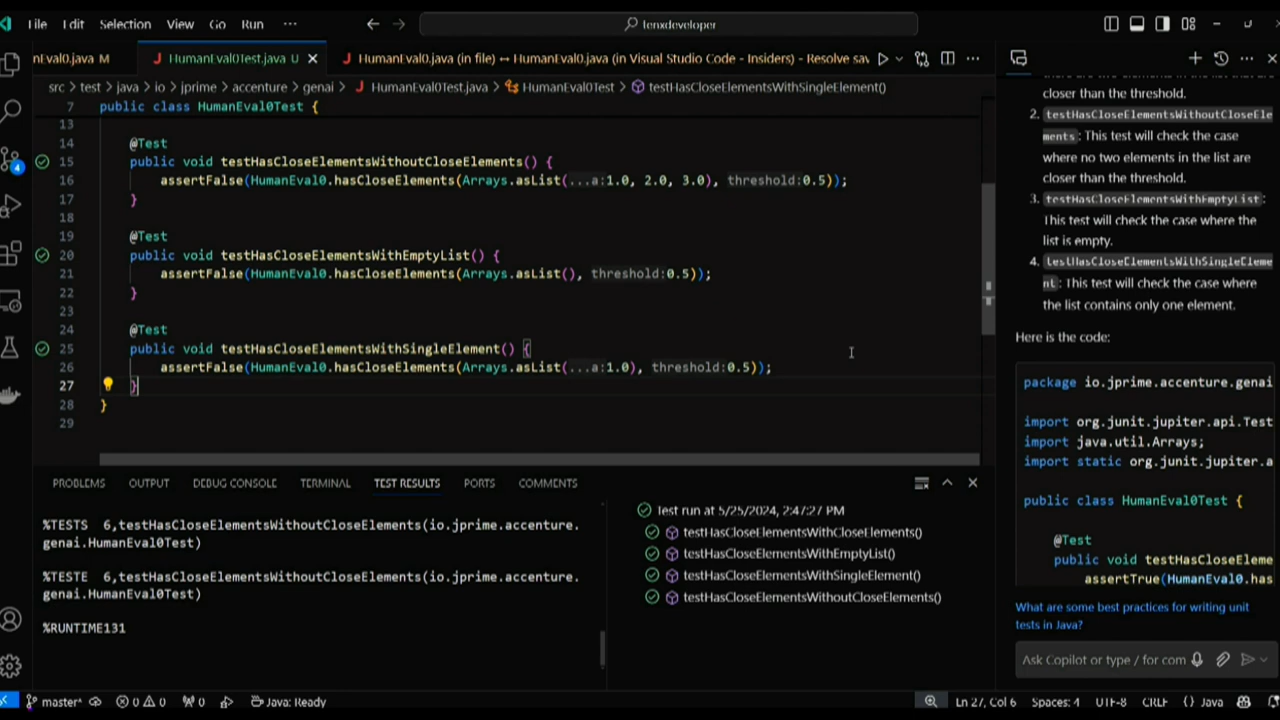 File Edit Selection View Go Run ... tenxdeveloper
nEval0.java M HumanEval0Test.java U HumanEval0.java (in file) ↔ HumanEval0.java (in Visual Studio Code - Insiders) - Resolve sav
src > test > java > io > jprime > accenture > genai > HumanEval0Test.java > HumanEval0Test > testHasCloseElementsWithSingleElement()
7 public class HumanEval0Test {
13
14 @Test
15 public void testHasCloseElementsWithoutCloseElements() {
16 assertFalse(HumanEval0.hasCloseElements(Arrays.asList(...a:1.0, 2.0, 3.0), threshold:0.5));
17 }
18
19 @Test
20 public void testHasCloseElementsWithEmptyList() {
21 assertFalse(HumanEval0.hasCloseElements(Arrays.asList(), threshold:0.5));
22 }
23
24 @Test
25 public void testHasCloseElementsWithSingleElement() {
26 assertFalse(HumanEval0.hasCloseElements(Arrays.asList(...a:1.0), threshold:0.5));
27 }
28 }
29
PROBLEMS OUTPUT DEBUG CONSOLE TERMINAL TEST RESULTS PORTS COMMENTS
%TESTS 6,testHasCloseElementsWithoutCloseElements(io.jprime.accenture.
genai.HumanEval0Test)
%TESTE 6,testHasCloseElementsWithoutCloseElements(io.jprime.accenture.
genai.HumanEval0Test)
%RUNTIME131
Test run at 5/25/2024, 2:47:27 PM
testHasCloseElementsWithCloseElements()
testHasCloseElementsWithEmptyList()
testHasCloseElementsWithSingleElement()
testHasCloseElementsWithoutCloseElements()
closer than the threshold.
2. testHasCloseElementsWithoutCloseEle
ments: This test will check the case
where no two elements in the list are
closer than the threshold.
3. testHasCloseElementsWithEmptyList:
This test will check the case where the
list is empty.
4. testHasCloseElementsWithSingleEleme
nt: This test will check the case where
the list contains only one element.
Here is the code:
package io.jprime.accenture.genai
import org.junit.jupiter.api.Test
import java.util.Arrays;
import static org.junit.jupiter.a
public class HumanEval0Test {
@Test
public void testHasCloseEleme
assertTrue(HumanEval0.has
What are some best practices for writing unit
tests in Java?
Ask Copilot or type / for com
4
master* 0 0 0 Java: Ready Ln 27, Col 6 Spaces: 4 UTF-8 CRLF {} Java